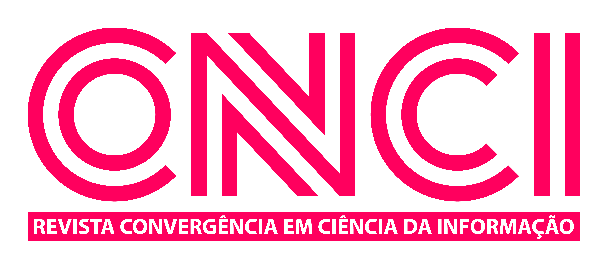 CONCI
REVISTA CONVERGÊNCIA EM CIÊNCIA DA INFORMAÇÃO